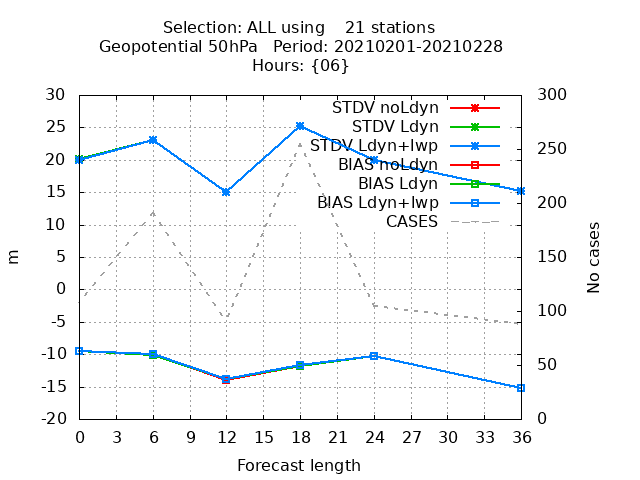 Selection: ALL using    21 stations
Geopotential 50hPa   Period: 20210201-20210228
Hours: {06}
STDV noLdyn
STDV Ldyn
STDV Ldyn+lwp
BIAS noLdyn
BIAS Ldyn
BIAS Ldyn+lwp
CASES
30
25
20
15
10
5
0
-5
-10
-15
-20
m
300
250
200
150
100
50
0
No cases
0 3 6 9 12 15 18 21 24 27 30 33 36
Forecast length